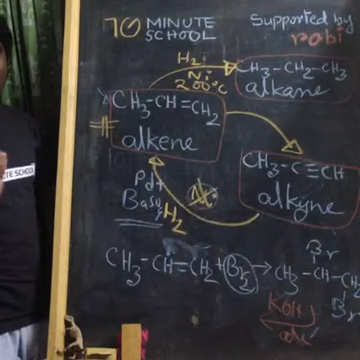 10 MINUTE
SCHOOL
Supported by
robi
H₂
Ni
200°C
CH₃-CH₂-CH₃
alkane
CH₃-CH=CH₂
alkene
CH₃-C≡CH
alkyne
Pd+
BaSO₄
H₂
CH₃-CH=CH₂+Br₂→CH₃-CH-CH₂
Br
Br
KOH
alc